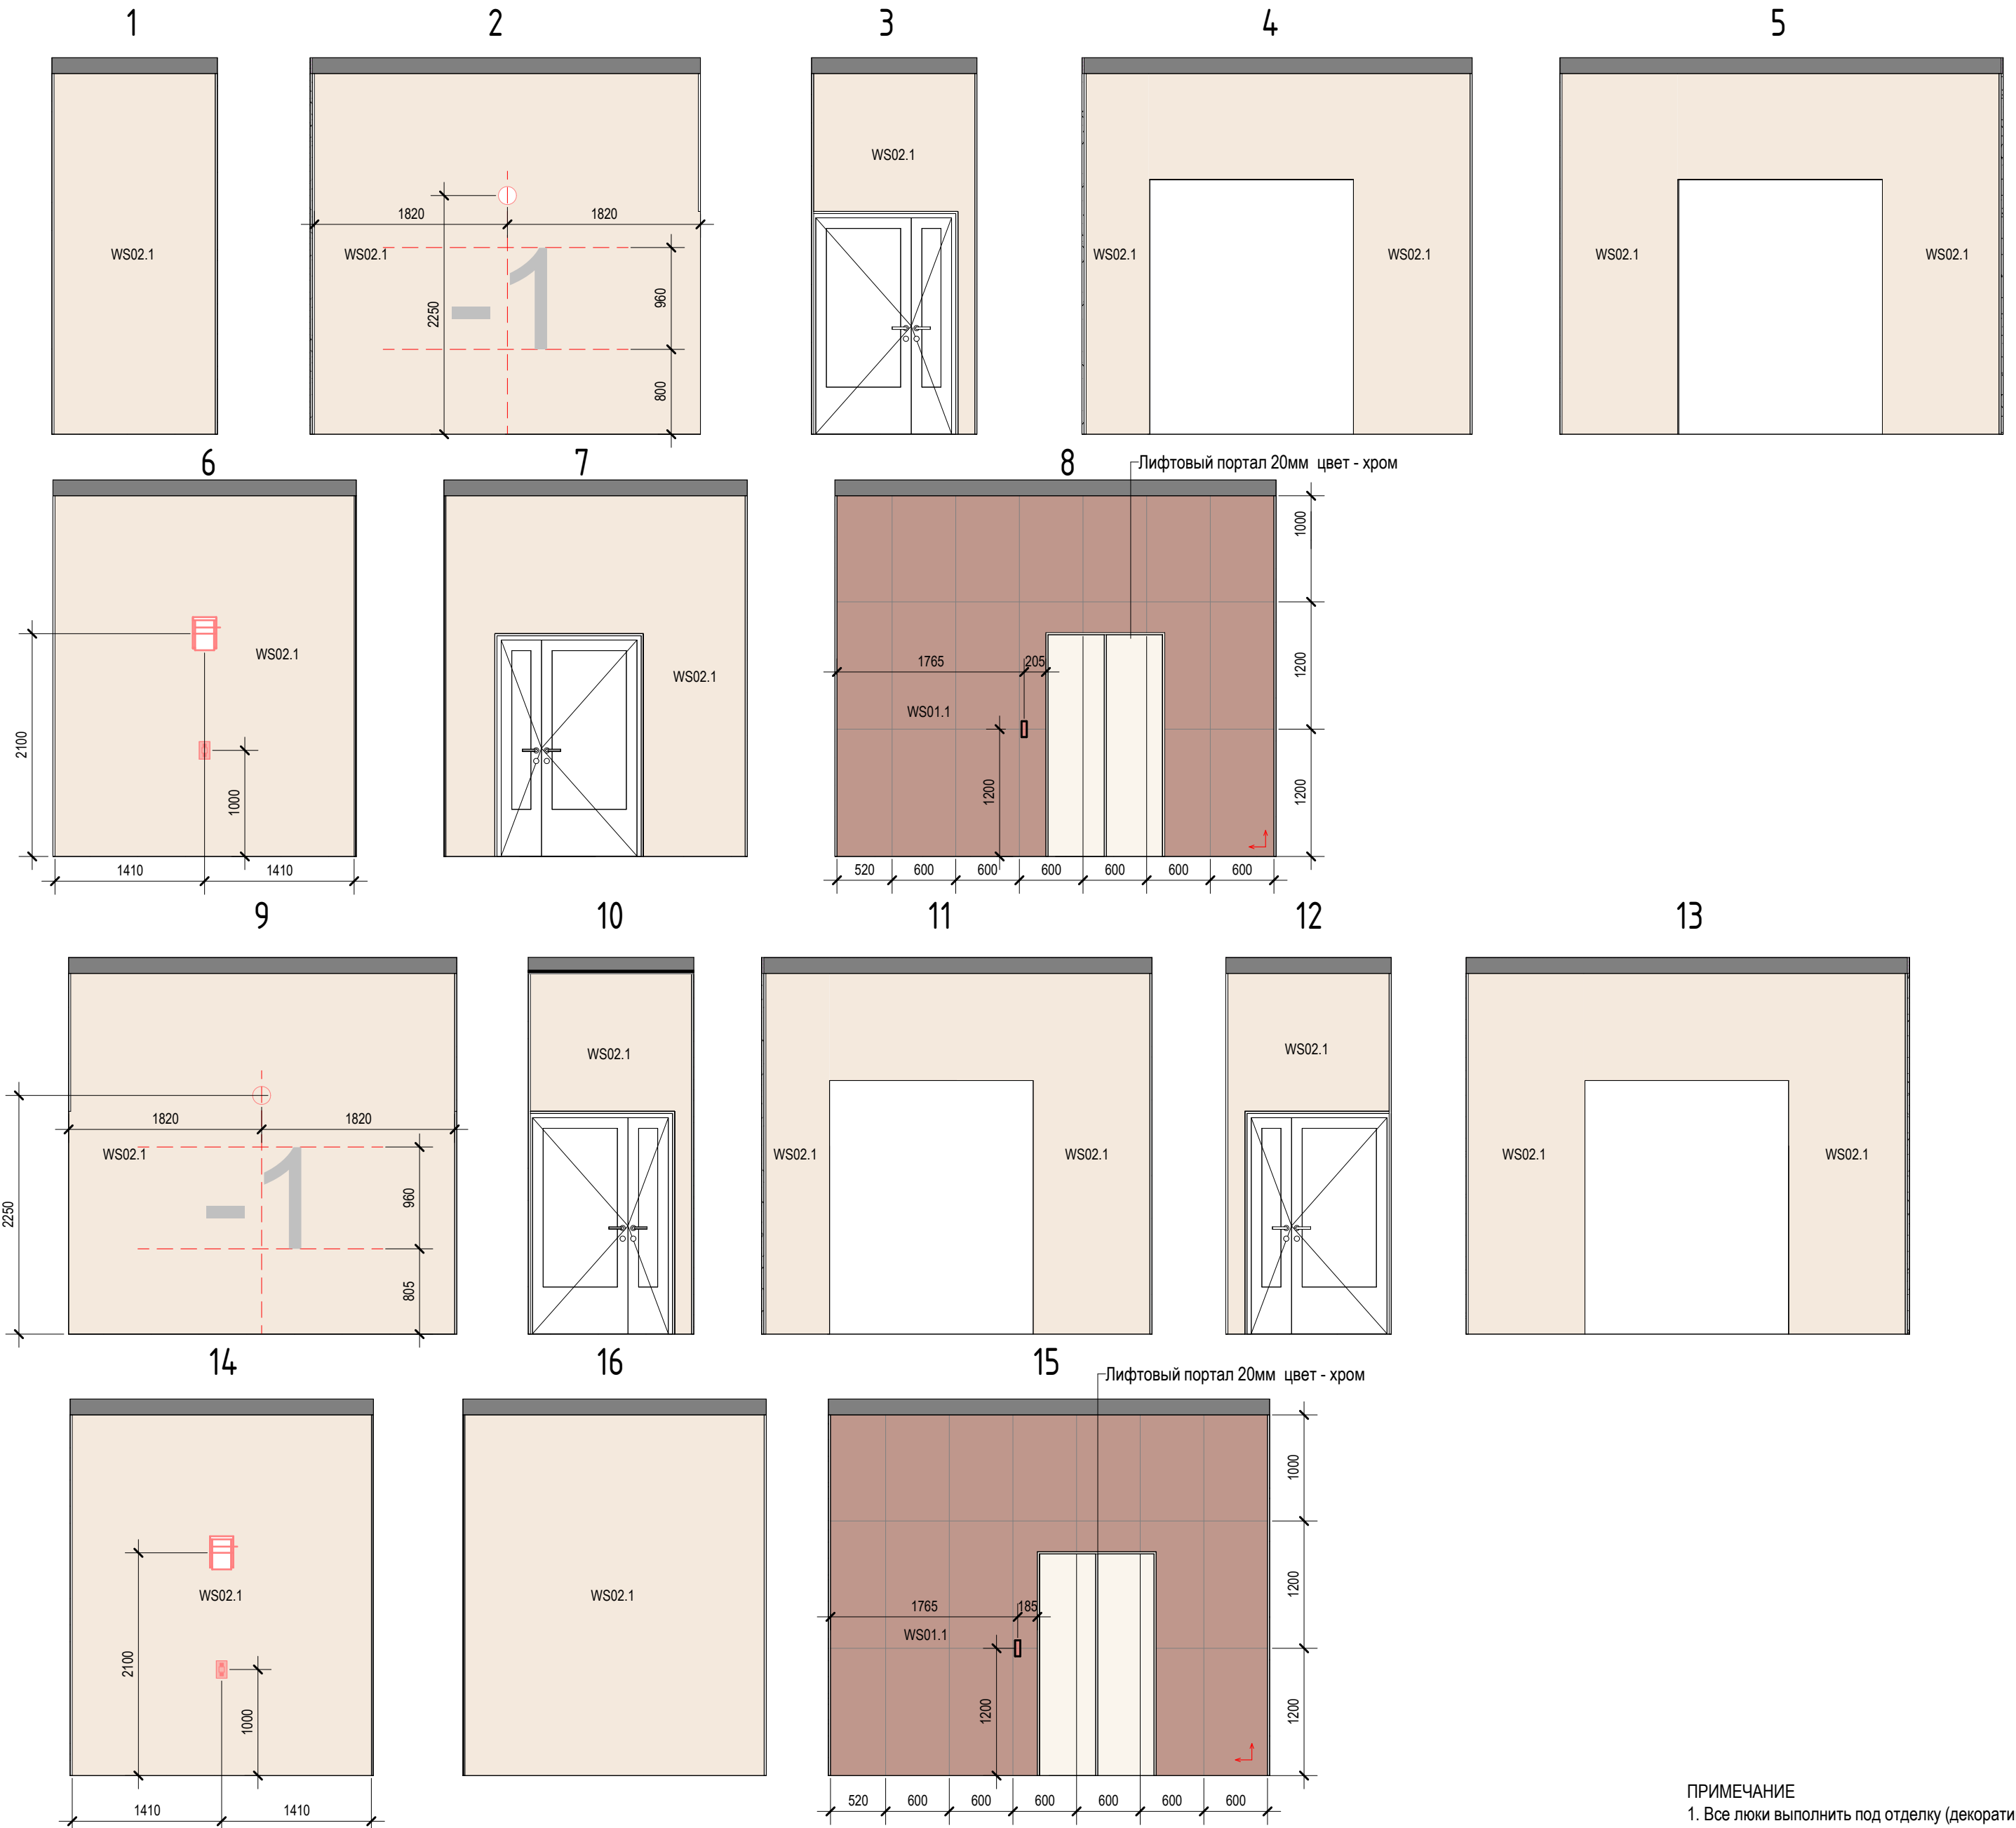 1 2 3 4 5
WS02.1
1820 1820
WS02.1
2250
-1
960
800
WS02.1
WS02.1 WS02.1
WS02.1 WS02.1
6 7 8
Лифтовый портал 20мм цвет - хром
WS02.1
2100
1000
1410 1410
WS02.1
1000
1765 205
1200
WS01.1
1200
1200
520 600 600 600 600 600 600
9 10 11 12 13
1820 1820
WS02.1
2250
-1
960
805
WS02.1
WS02.1 WS02.1
WS02.1
WS02.1 WS02.1
14 16 15
Лифтовый портал 20мм цвет - хром
WS02.1
2100
1000
1410 1410
WS02.1
1000
1765 185
1200
WS01.1
1200
1200
520 600 600 600 600 600 600
ПРИМЕЧАНИЕ
1. Все люки выполнить под отделку (декорати